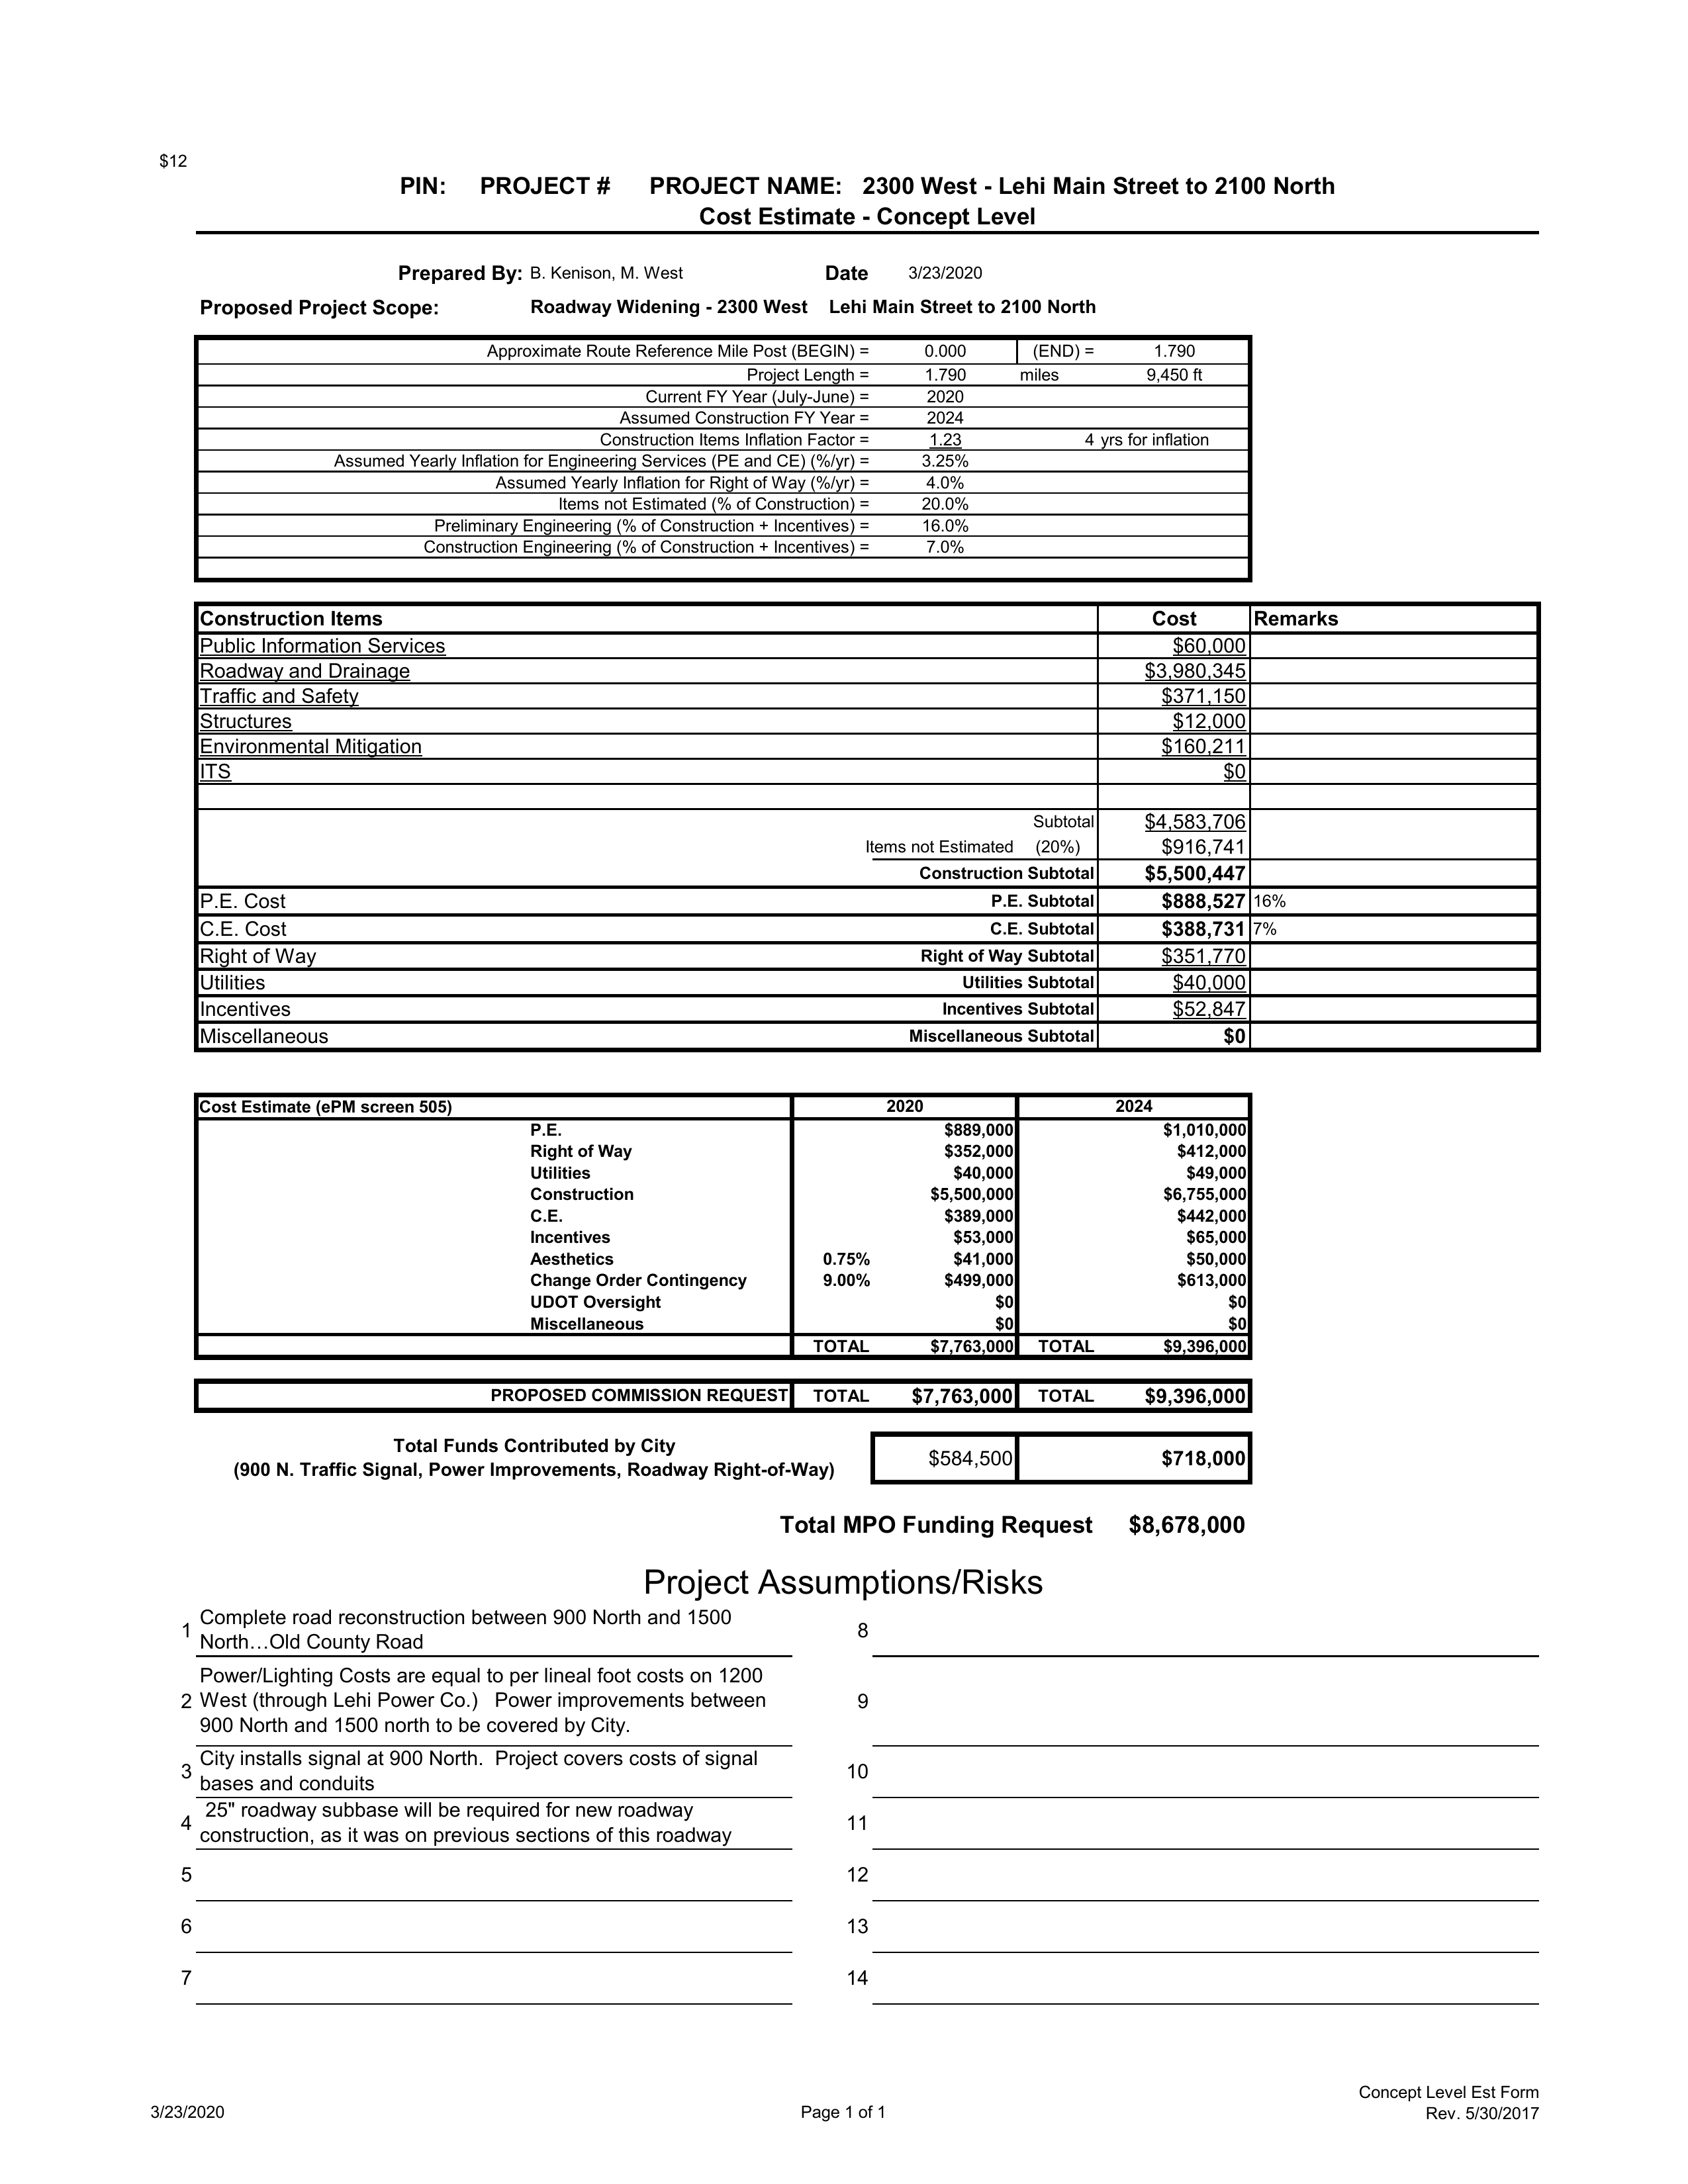 $12
PIN: PROJECT # PROJECT NAME: 2300 West - Lehi Main Street to 2100 North
Cost Estimate - Concept Level
Prepared By: B. Kenison, M. West Date 3/23/2020
Proposed Project Scope: Roadway Widening - 2300 West Lehi Main Street to 2100 North
Approximate Route Reference Mile Post (BEGIN) = 0.000 (END) = 1.790
Project Length = 1.790 miles 9,450 ft
Current FY Year (July-June) = 2020
Assumed Construction FY Year = 2024
Construction Items Inflation Factor = 1.23 4 yrs for inflation
Assumed Yearly Inflation for Engineering Services (PE and CE) (%/yr) = 3.25%
Assumed Yearly Inflation for Right of Way (%/yr) = 4.0%
Items not Estimated (% of Construction) = 20.0%
Preliminary Engineering (% of Construction + Incentives) = 16.0%
Construction Engineering (% of Construction + Incentives) = 7.0%
Construction Items Cost Remarks
Public Information Services $60,000
Roadway and Drainage $3,980,345
Traffic and Safety $371,150
Structures $12,000
Environmental Mitigation $160,211
ITS $0
Subtotal $4,583,706
Items not Estimated (20%) $916,741
Construction Subtotal $5,500,447
P.E. Cost P.E. Subtotal $888,527 16%
C.E. Cost C.E. Subtotal $388,731 7%
Right of Way Right of Way Subtotal $351,770
Utilities Utilities Subtotal $40,000
Incentives Incentives Subtotal $52,847
Miscellaneous Miscellaneous Subtotal $0
Cost Estimate (ePM screen 505) 2020 2024
P.E. $889,000 $1,010,000
Right of Way $352,000 $412,000
Utilities $40,000 $49,000
Construction $5,500,000 $6,755,000
C.E. $389,000 $442,000
Incentives $53,000 $65,000
Aesthetics 0.75% $41,000 $50,000
Change Order Contingency 9.00% $499,000 $613,000
UDOT Oversight $0 $0
Miscellaneous $0 $0
TOTAL $7,763,000 TOTAL $9,396,000
PROPOSED COMMISSION REQUEST TOTAL $7,763,000 TOTAL $9,396,000
Total Funds Contributed by City
(900 N. Traffic Signal, Power Improvements, Roadway Right-of-Way) $584,500 $718,000
Total MPO Funding Request $8,678,000
Project Assumptions/Risks
1 Complete road reconstruction between 900 North and 1500
North…Old County Road
8
2 Power/Lighting Costs are equal to per lineal foot costs on 1200
West (through Lehi Power Co.) Power improvements between
900 North and 1500 north to be covered by City.
9
3 City installs signal at 900 North. Project covers costs of signal
bases and conduits
10
4 25" roadway subbase will be required for new roadway
construction, as it was on previous sections of this roadway
11
5 12
6 13
7 14
3/23/2020 Page 1 of 1 Concept Level Est Form
Rev. 5/30/2017